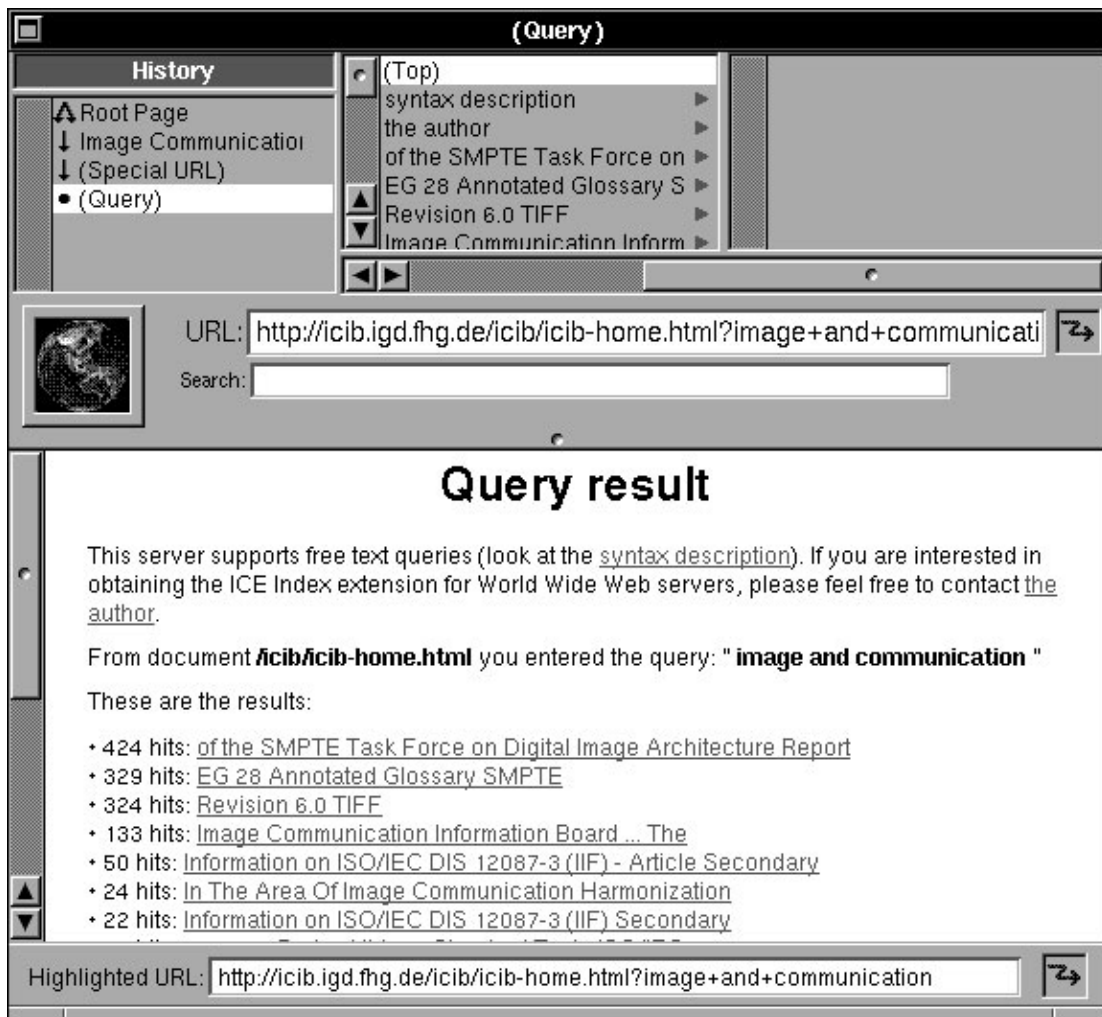 (Query)
History
Root Page
Image Communication
(Special URL)
(Query)
(Top)
syntax description
the author
of the SMPTE Task Force on
EG 28 Annotated Glossary S
Revision 6.0 TIFF
Image Communication Inform
URL: http://icib.igd.fhg.de/icib/icib-home.html?image+and+communicati
Search:
Query result
This server supports free text queries (look at the syntax description). If you are interested in
obtaining the ICE Index extension for World Wide Web servers, please feel free to contact the
author.
From document /icib/icib-home.html you entered the query: " image and communication "
These are the results:
• 424 hits: of the SMPTE Task Force on Digital Image Architecture Report
• 329 hits: EG 28 Annotated Glossary SMPTE
• 324 hits: Revision 6.0 TIFF
• 133 hits: Image Communication Information Board ... The
• 50 hits: Information on ISO/IEC DIS 12087-3 (IIF) - Article Secondary
• 24 hits: In The Area Of Image Communication Harmonization
• 22 hits: Information on ISO/IEC DIS 12087-3 (IIF) Secondary
Highlighted URL: http://icib.igd.fhg.de/icib/icib-home.html?image+and+communication